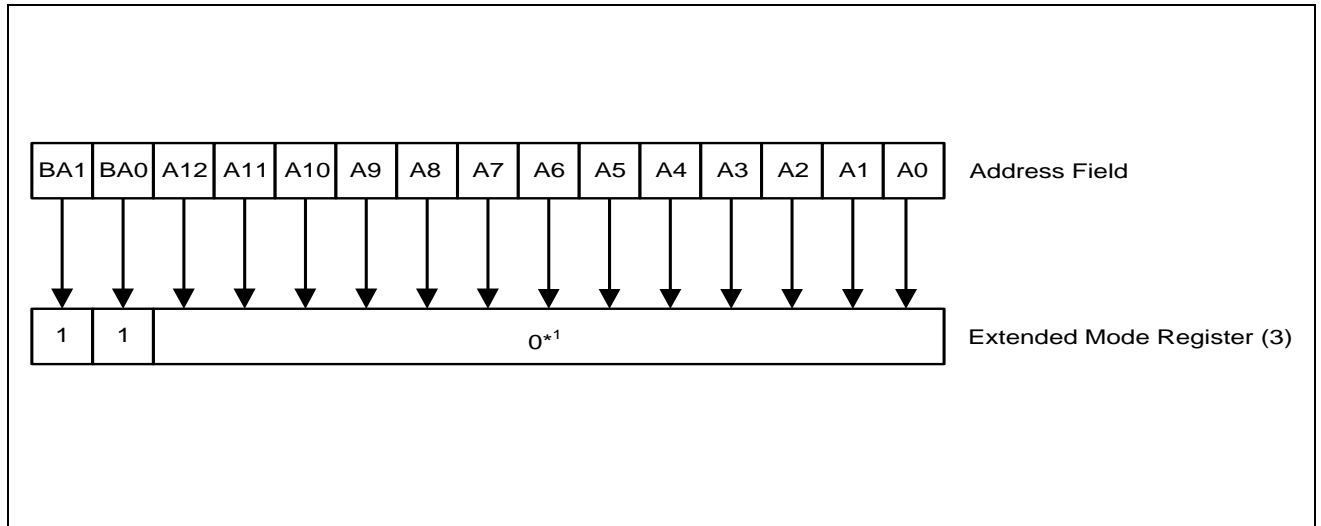 BA1 BA0 A12 A11 A10 A9 A8 A7 A6 A5 A4 A3 A2 A1 A0 Address Field
1 1 0*1 Extended Mode Register (3)